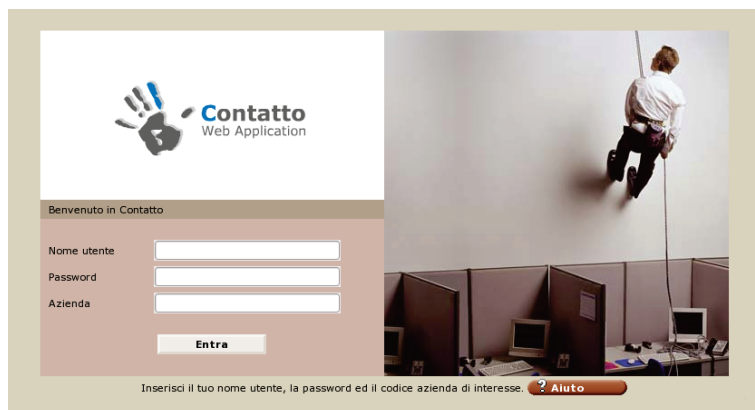 Contatto
Web Application
Benvenuto in Contatto
Nome utente
Password
Azienda
Entra
Inserisci il tuo nome utente, la password ed il codice azienda di interesse. ? Aiuto